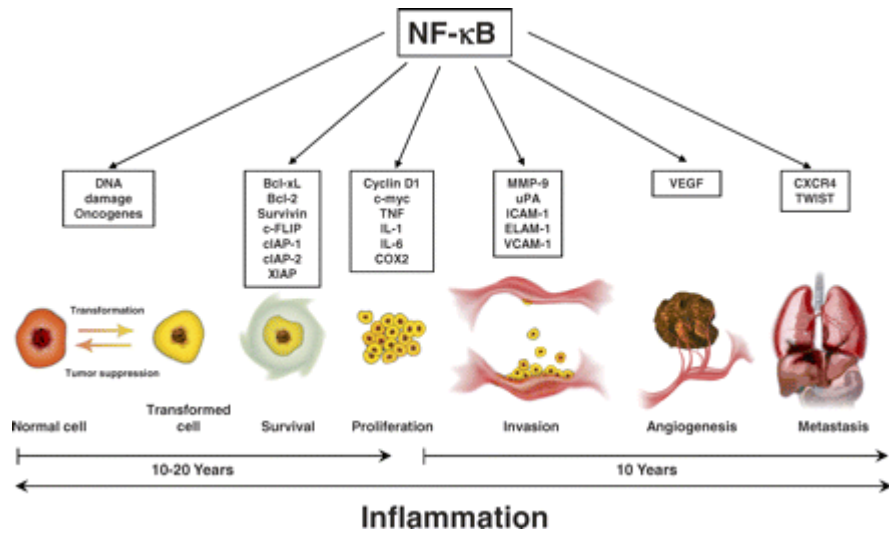 NF-κB
DNA
damage
Oncogenes
Bcl-xL
Bcl-2
Survivin
c-FLIP
cIAP-1
cIAP-2
XIAP
Cyclin D1
c-myc
TNF
IL-1
IL-6
COX2
MMP-9
uPA
ICAM-1
ELAM-1
VCAM-1
VEGF
CXCR4
TWIST
Transformation
Tumor suppression
Normal cell
Transformed
cell
Survival
Proliferation
Invasion
Angiogenesis
Metastasis
10-20 Years
10 Years
Inflammation